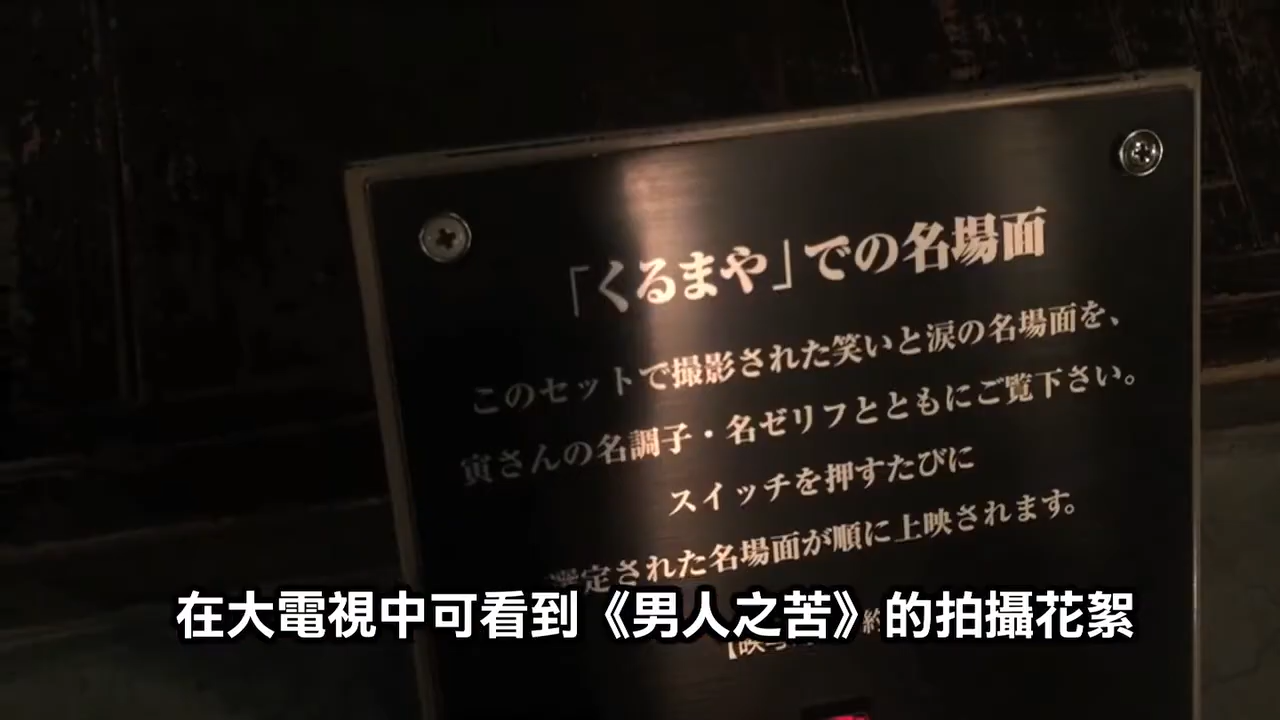 「くるまや」での名場面
このセットで撮影された笑いと涙の名場面を、
寅さんの名調子・名ゼリフとともにご覧下さい。
スイッチを押すたびに
選定された名場面が順に上映されます。
在大電視中可看到《男人之苦》的拍攝花絮